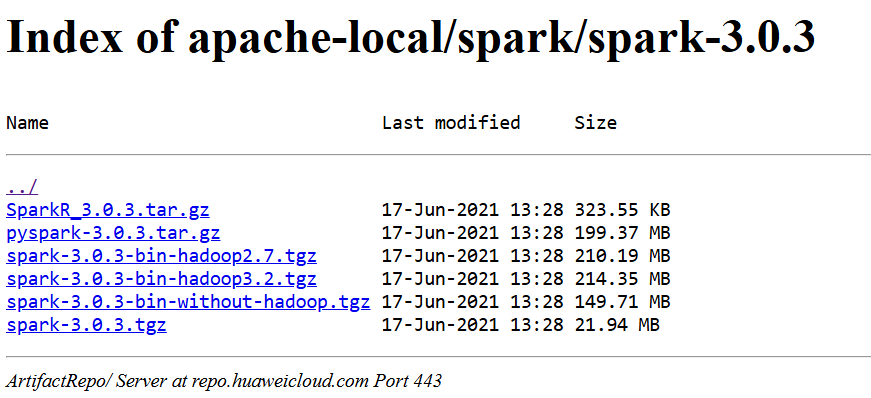 Index of apache-local/spark/spark-3.0.3
Name Last modified Size
../
SparkR_3.0.3.tar.gz 17-Jun-2021 13:28 323.55 KB
pyspark-3.0.3.tar.gz 17-Jun-2021 13:28 199.37 MB
spark-3.0.3-bin-hadoop2.7.tgz 17-Jun-2021 13:28 210.19 MB
spark-3.0.3-bin-hadoop3.2.tgz 17-Jun-2021 13:28 214.35 MB
spark-3.0.3-bin-without-hadoop.tgz 17-Jun-2021 13:28 149.71 MB
spark-3.0.3.tgz 17-Jun-2021 13:28 21.94 MB
ArtifactRepo/ Server at repo.huaweicloud.com Port 443